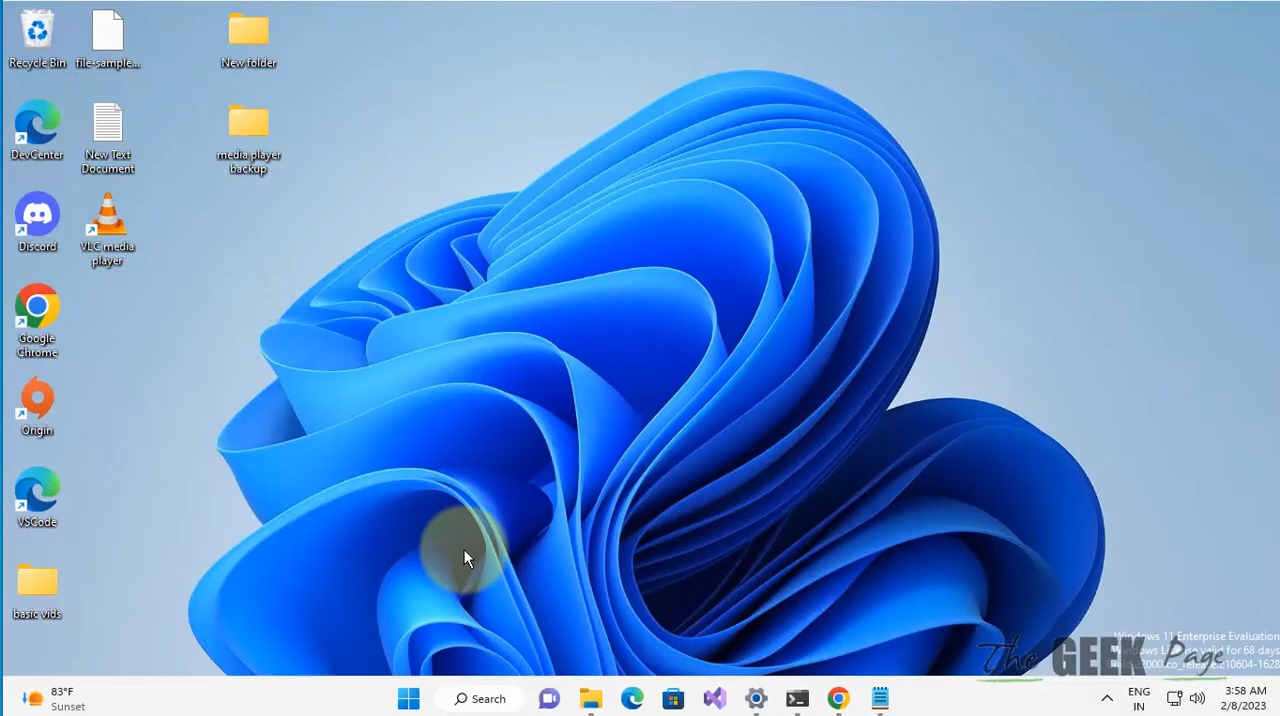 Recycle Bin
file-sample...
New folder
DevCenter
New Text
Document
media player
backup
Discord
VLC media
player
Google
Chrome
Origin
VSCode
basic vids
Windows 11 Enterprise Evaluation
Windows License valid for 68 days
The GEEK Page
83°F
Sunset
Search
ENG
IN
3:58 AM
2/8/2023